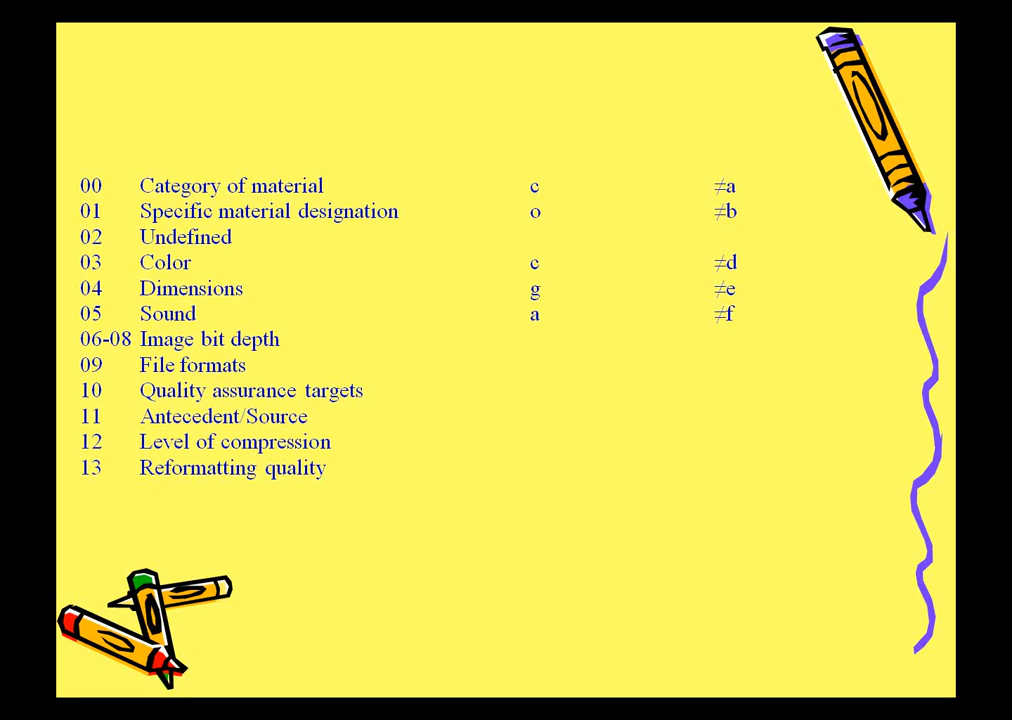 00 Category of material c ≠a
01 Specific material designation o ≠b
02 Undefined
03 Color c ≠d
04 Dimensions g ≠e
05 Sound a ≠f
06-08 Image bit depth
09 File formats
10 Quality assurance targets
11 Antecedent/Source
12 Level of compression
13 Reformatting quality